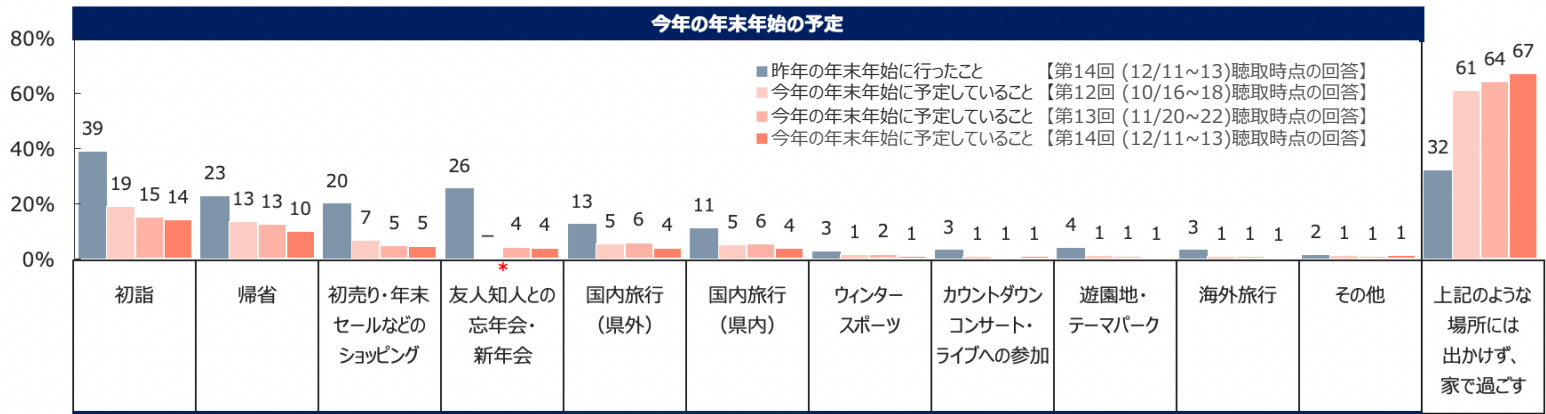 今年の年末年始の予定
80%
60%
40%
20%
0%
■昨年の年末年始に行ったこと 【第14回 (12/11~13)聴取時点の回答】
■今年の年末年始に予定していること 【第12回 (10/16~18)聴取時点の回答】
■今年の年末年始に予定していること 【第13回 (11/20~22)聴取時点の回答】
■今年の年末年始に予定していること 【第14回 (12/11~13)聴取時点の回答】
39 19 15 14
23 13 13 10
20 7 5 5
26 – 4 4
13 5 6 4
11 5 6 4
3 1 2 1
3 1 1 1
4 1 1 1
3 1 1 1
2 1 1 1
32 61 64 67
*
初詣
帰省
初売り・年末
セールなどの
ショッピング
友人知人との
忘年会・
新年会
国内旅行
（県外）
国内旅行
（県内）
ウィンター
スポーツ
カウントダウン
コンサート・
ライブへの参加
遊園地・
テーマパーク
海外旅行
その他
上記のような
場所には
出かけず、
家で過ごす